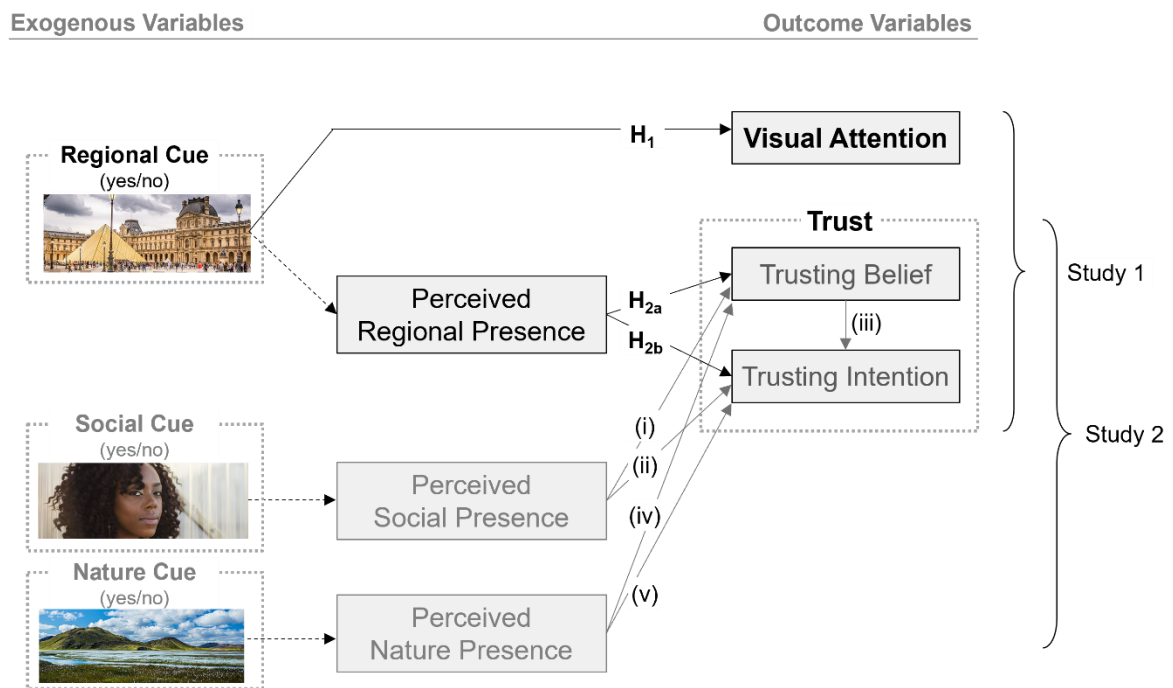 Exogenous Variables
Outcome Variables
H1
Visual Attention
Regional Cue
(yes/no)
Trust
Perceived
Regional Presence
H2a
H2b
Trusting Belief
(iii)
Trusting Intention
Study 1
Study 2
Social Cue
(yes/no)
Perceived
Social Presence
(i)
(ii)
(iv)
(v)
Nature Cue
(yes/no)
Perceived
Nature Presence